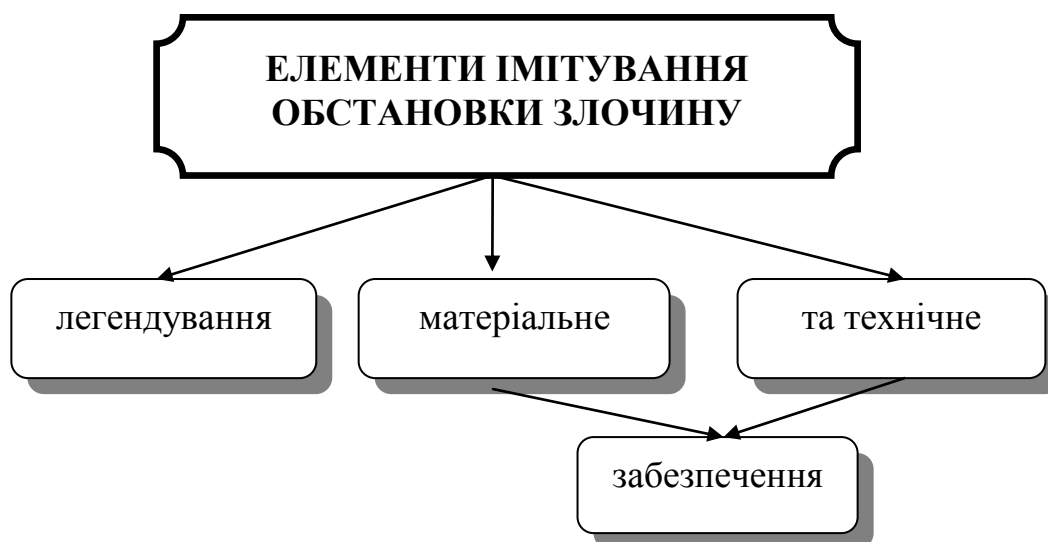 ЕЛЕМЕНТИ ІМІТУВАННЯ
ОБСТАНОВКИ ЗЛОЧИНУ
легендування
матеріальне
та технічне
забезпечення